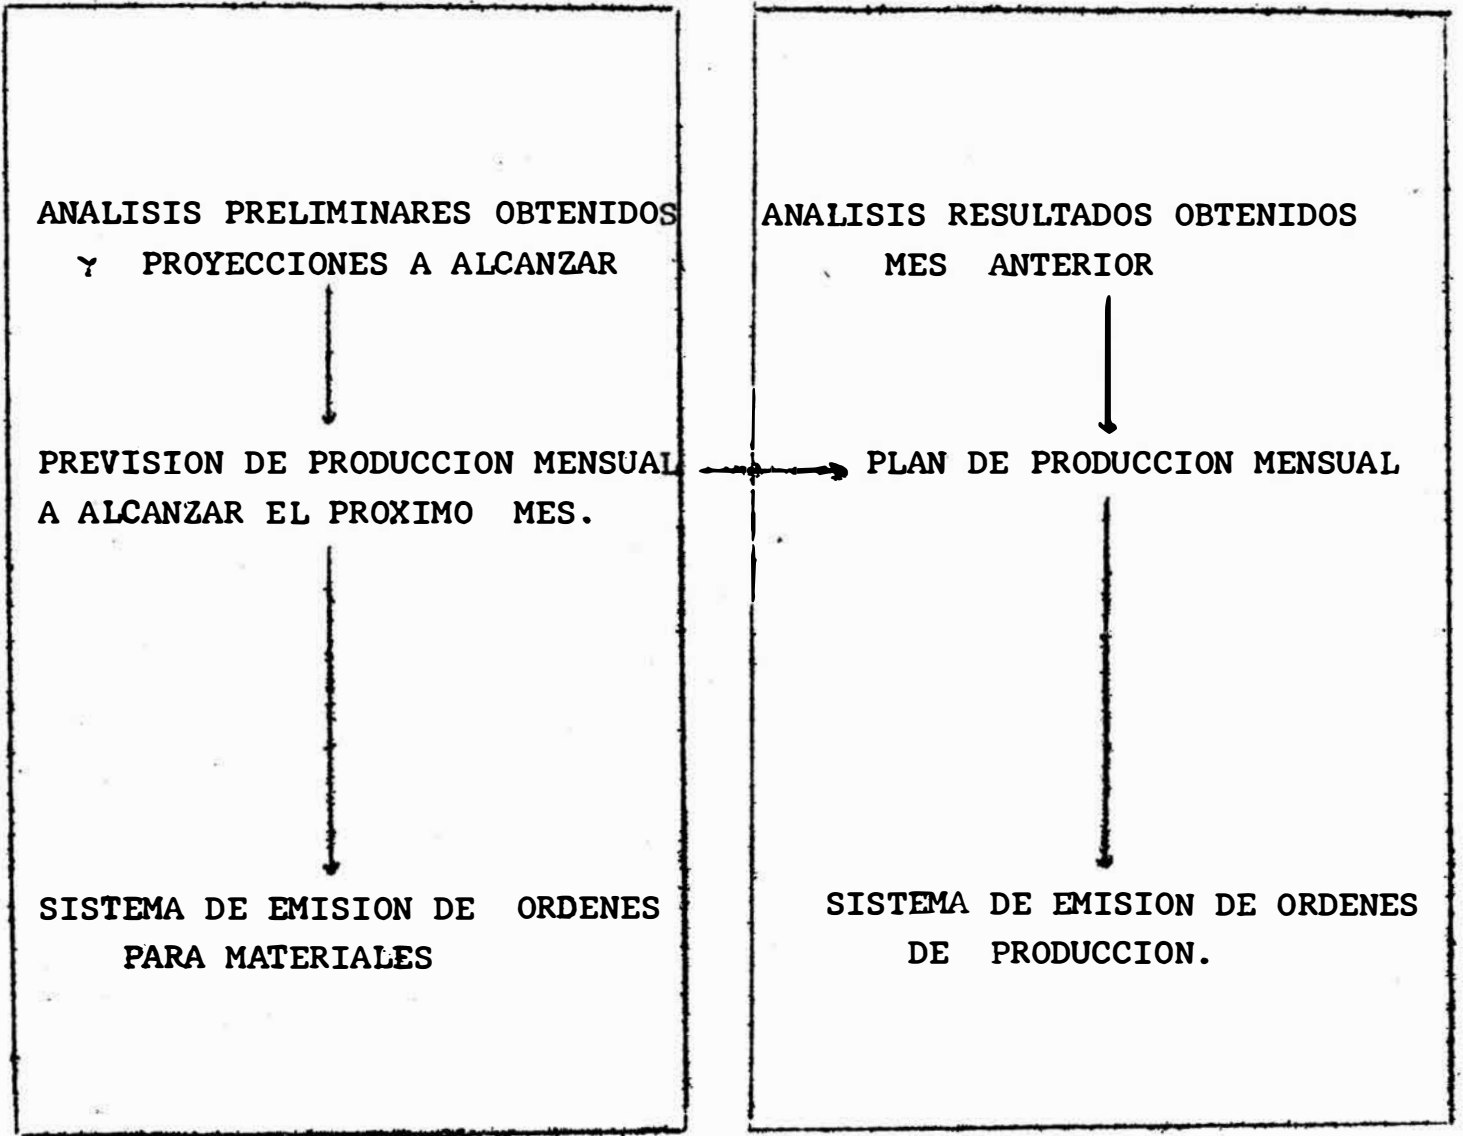 ANALISIS PRELIMINARES OBTENIDOS
Y PROYECCIONES A ALCANZAR
PREVISION DE PRODUCCION MENSUAL
A ALCANZAR EL PROXIMO MES.
SISTEMA DE EMISION DE ORDENES
PARA MATERIALES
ANALISIS RESULTADOS OBTENIDOS
MES ANTERIOR
PLAN DE PRODUCCION MENSUAL
SISTEMA DE EMISION DE ORDENES
DE PRODUCCION.